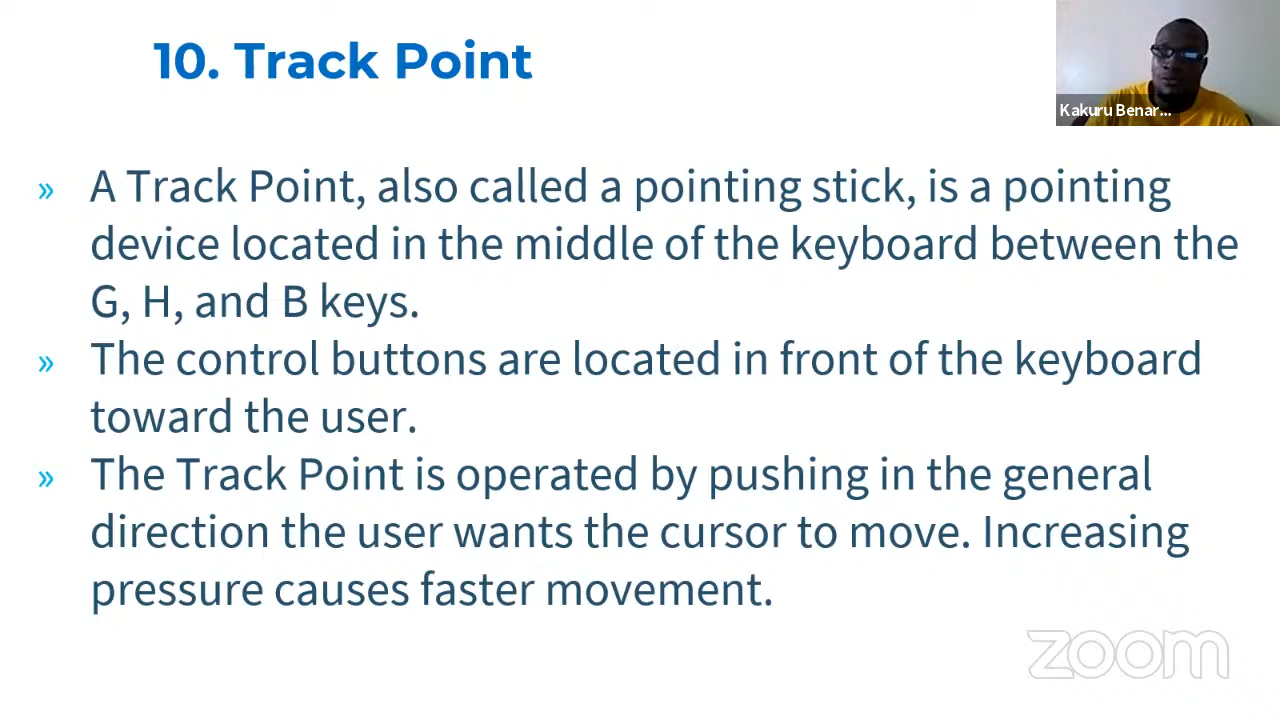 10. Track Point
Kakuru Benar...
» A Track Point, also called a pointing stick, is a pointing
device located in the middle of the keyboard between the
G, H, and B keys.
» The control buttons are located in front of the keyboard
toward the user.
» The Track Point is operated by pushing in the general
direction the user wants the cursor to move. Increasing
pressure causes faster movement.
zoom